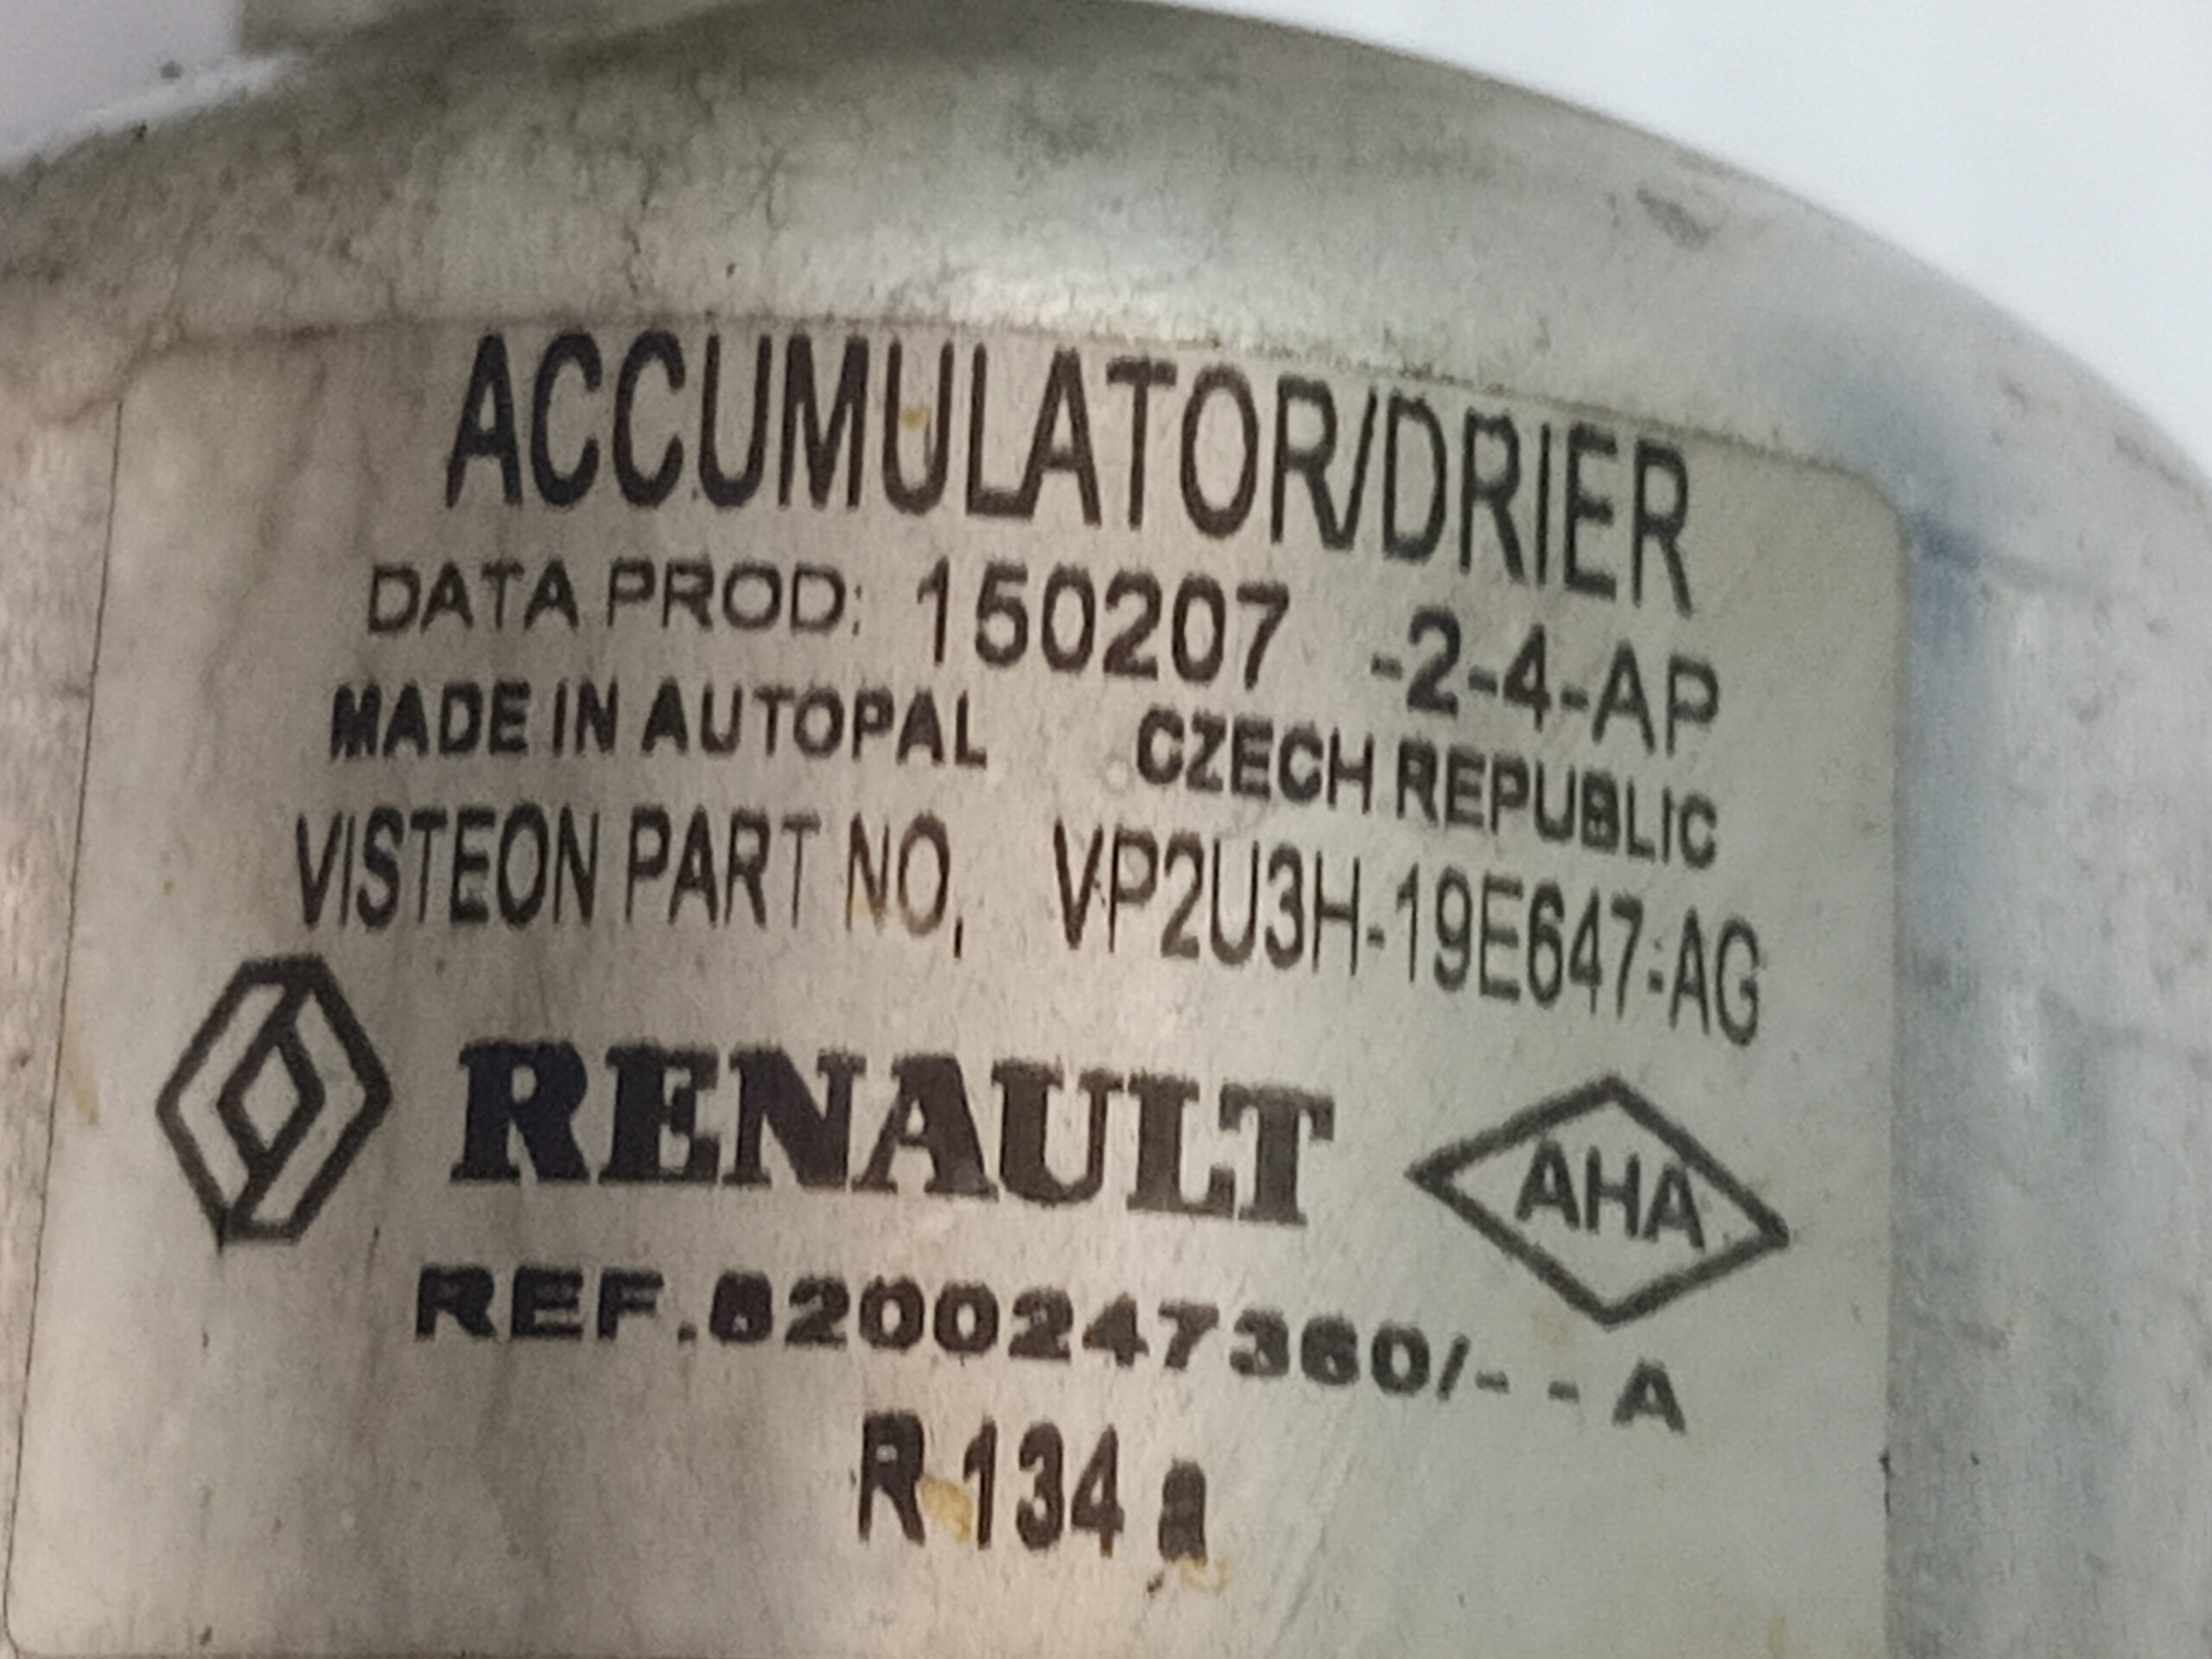 ACCUMULATOR/DRIER
DATA PROD: 150207 -2-4-AP
MADE IN AUTOPAL CZECH REPUBLIC
VISTEON PART NO, VP2U3H-19E647-AG
RENAULT AHA
REF.8200247360/- - A
R 134 a